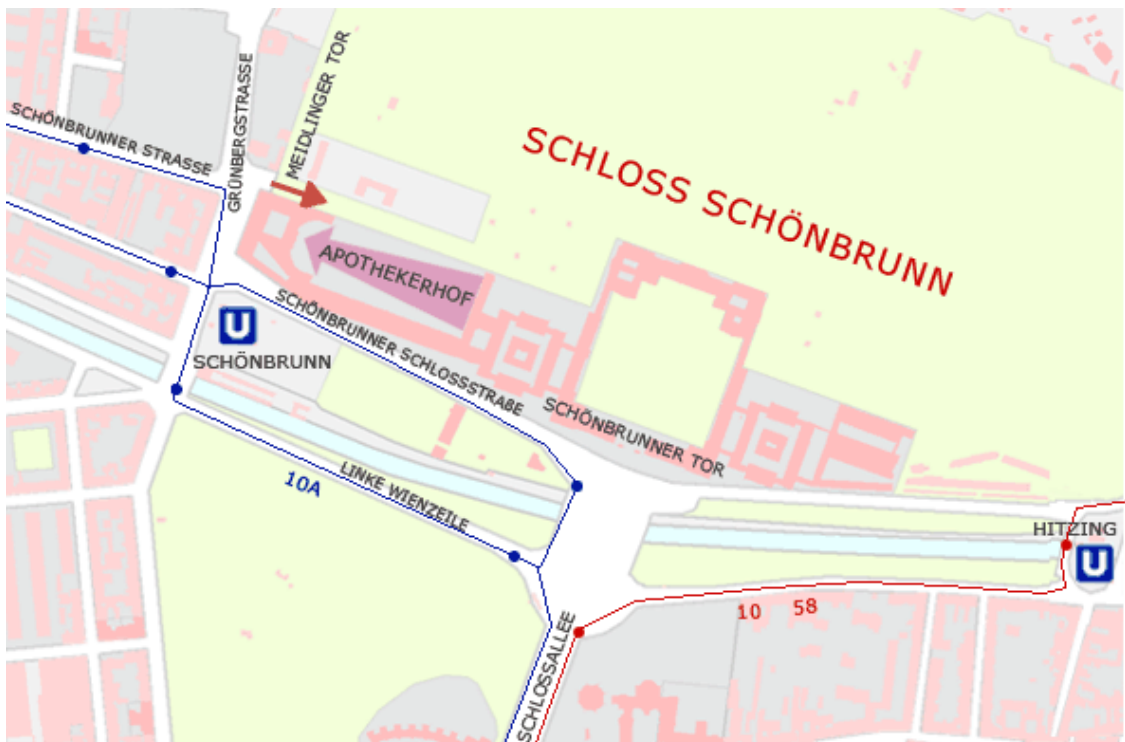 SCHÖNBRUNNER STRASSE
GRÜNBERGSTRASSE
MEIDLINGER TOR
SCHLOSS SCHÖNBRUNN
APOTHEKERHOF
U
SCHÖNBRUNN
SCHÖNBRUNNER SCHLOSSSTRAßE
SCHÖNBRUNNER TOR
LINKE WIENZEILE
10A
HITZING
U
10 58
SCHLOSSALLEE